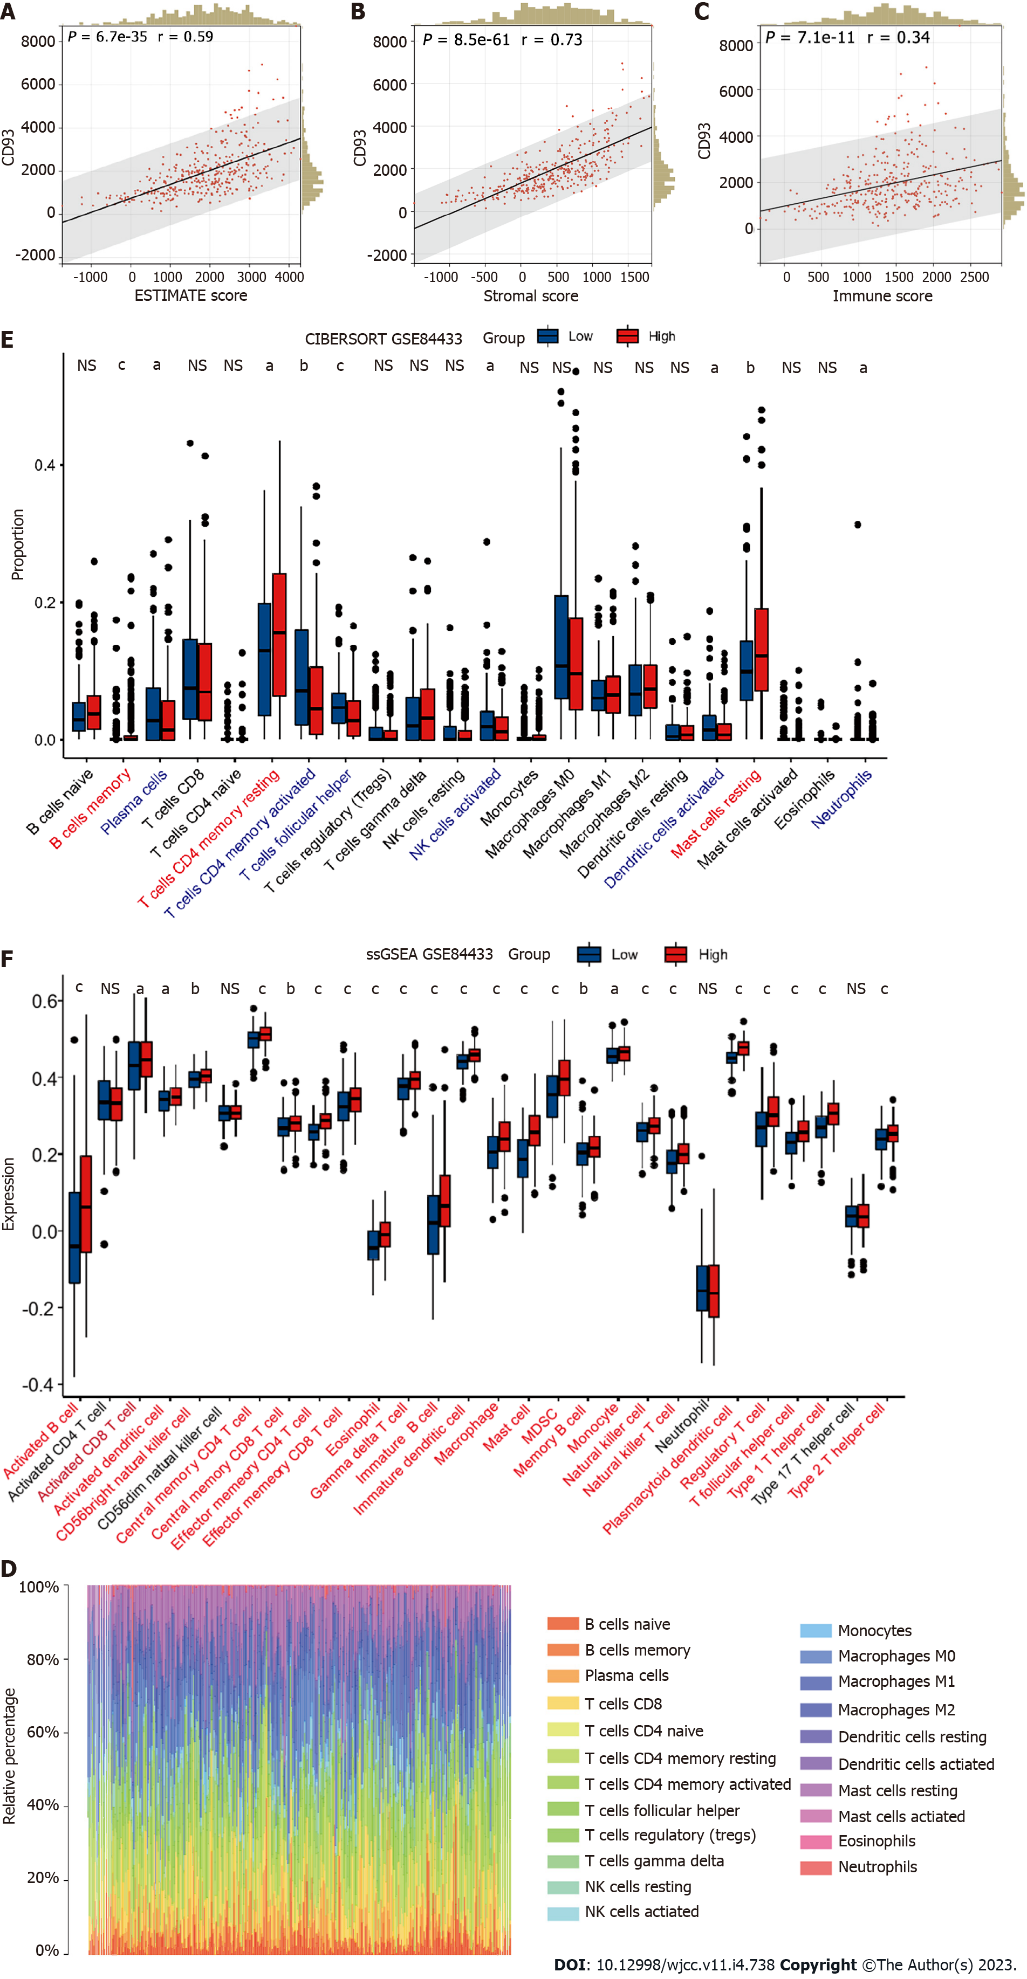 A
P = 6.7e-35 r = 0.59
8000
6000
4000
2000
0
-2000
CD93
-1000 0 1000 2000 3000 4000
ESTIMATE score
B
P = 8.5e-61 r = 0.73
8000
6000
4000
2000
0
-2000
CD93
-1000 -500 0 500 1000 1500
Stromal score
C
P = 7.1e-11 r = 0.34
8000
6000
4000
2000
0
CD93
0 500 1000 1500 2000 2500
Immune score
E
CIBERSORT GSE84433 Group Low High
NS c a NS NS a b c NS NS NS a NS NS NS NS NS a b NS NS a
0.4
0.2
0.0
Proportion
B cells naive
B cells memory
Plasma cells
T cells CD8
T cells CD4 naive
T cells CD4 memory resting
T cells CD4 memory activated
T cells follicular helper
T cells regulatory (Tregs)
T cells gamma delta
NK cells resting
NK cells activated
Monocytes
Macrophages M0
Macrophages M1
Macrophages M2
Dendritic cells resting
Dendritic cells activated
Mast cells resting
Mast cells activated
Eosinophils
Neutrophils
F
ssGSEA GSE84433 Group Low High
c NS a a b NS c b c c c c c c c c c b a c c NS c c c c NS c
0.6
0.4
0.2
0.0
-0.2
-0.4
Expression
Activated B cell
Activated CD4 T cell
Activated CD8 T cell
Activated dendritic cell
CD56bright natural killer cell
CD56dim natural killer cell
Central memory CD4 T cell
Central memory CD8 T cell
Effector memeory CD4 T cell
Effector memeory CD8 T cell
Eosinophil
Gamma delta T cell
Immature B cell
Immature dendritic cell
Macrophage
Mast cell
MDSC
Memory B cell
Monocyte
Natural killer cell
Natural killer T cell
Neutrophil
Plasmacytoid dendritic cell
Regulatory T cell
T follicular helper cell
Type 1 T helper cell
Type 17 T helper cell
Type 2 T helper cell
D
100%
80%
60%
40%
20%
0%
Relative percentage
B cells naive
B cells memory
Plasma cells
T cells CD8
T cells CD4 naive
T cells CD4 memory resting
T cells CD4 memory activated
T cells follicular helper
T cells regulatory (tregs)
T cells gamma delta
NK cells resting
NK cells actiated
Monocytes
Macrophages M0
Macrophages M1
Macrophages M2
Dendritic cells resting
Dendritic cells actiated
Mast cells resting
Mast cells actiated
Eosinophils
Neutrophils
DOI: 10.12998/wjcc.v11.i4.738 Copyright ©The Author(s) 2023.